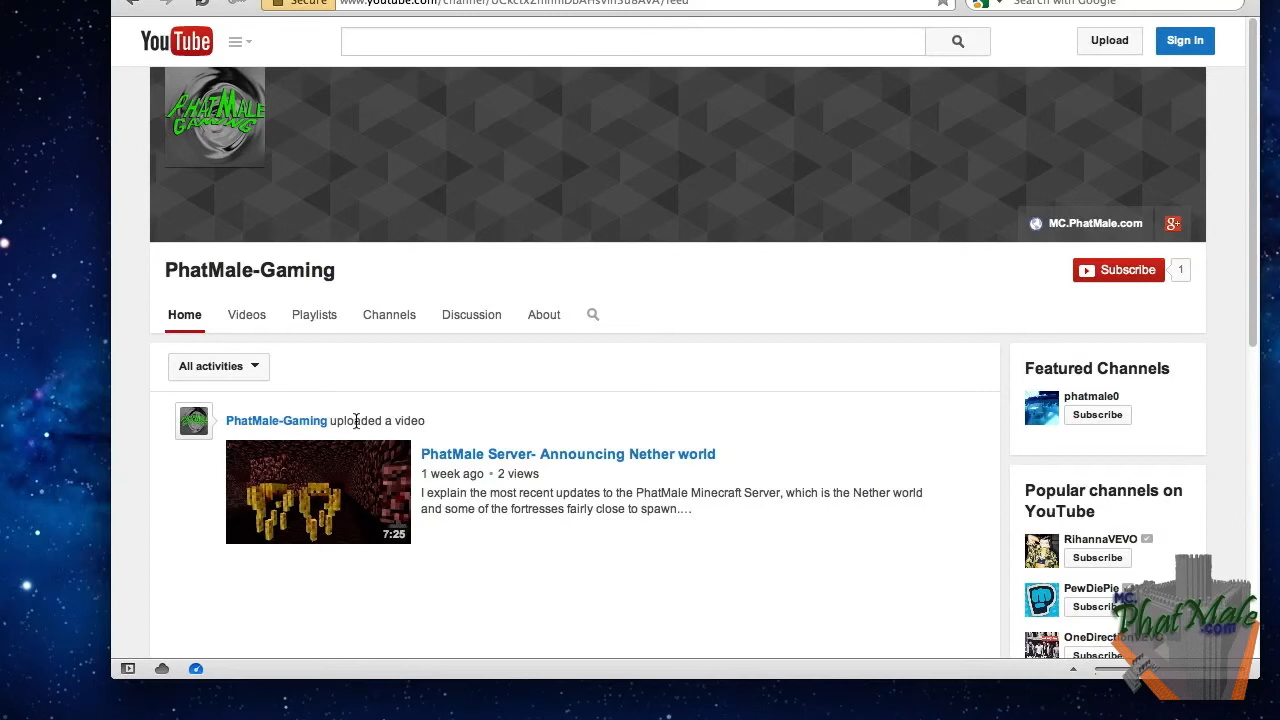 Secure
Search with Google
YouTube
Upload
Sign In
PHATMALE
GAMING
MC.PhatMale.com
g+
PhatMale-Gaming
Subscribe
1
Home
Videos
Playlists
Channels
Discussion
About
All activities
PhatMale-Gaming uploaded a video
7:25
PhatMale Server- Announcing Nether world
1 week ago • 2 views
I explain the most recent updates to the PhatMale Minecraft Server, which is the Nether world
and some of the fortresses fairly close to spawn....
Featured Channels
phatmale0
Subscribe
Popular channels on
YouTube
RihannaVEVO
Subscribe
PewDiePie
Subscribe
OneDirectionVEVO
Subscribe
MC.
PhatMale
.com